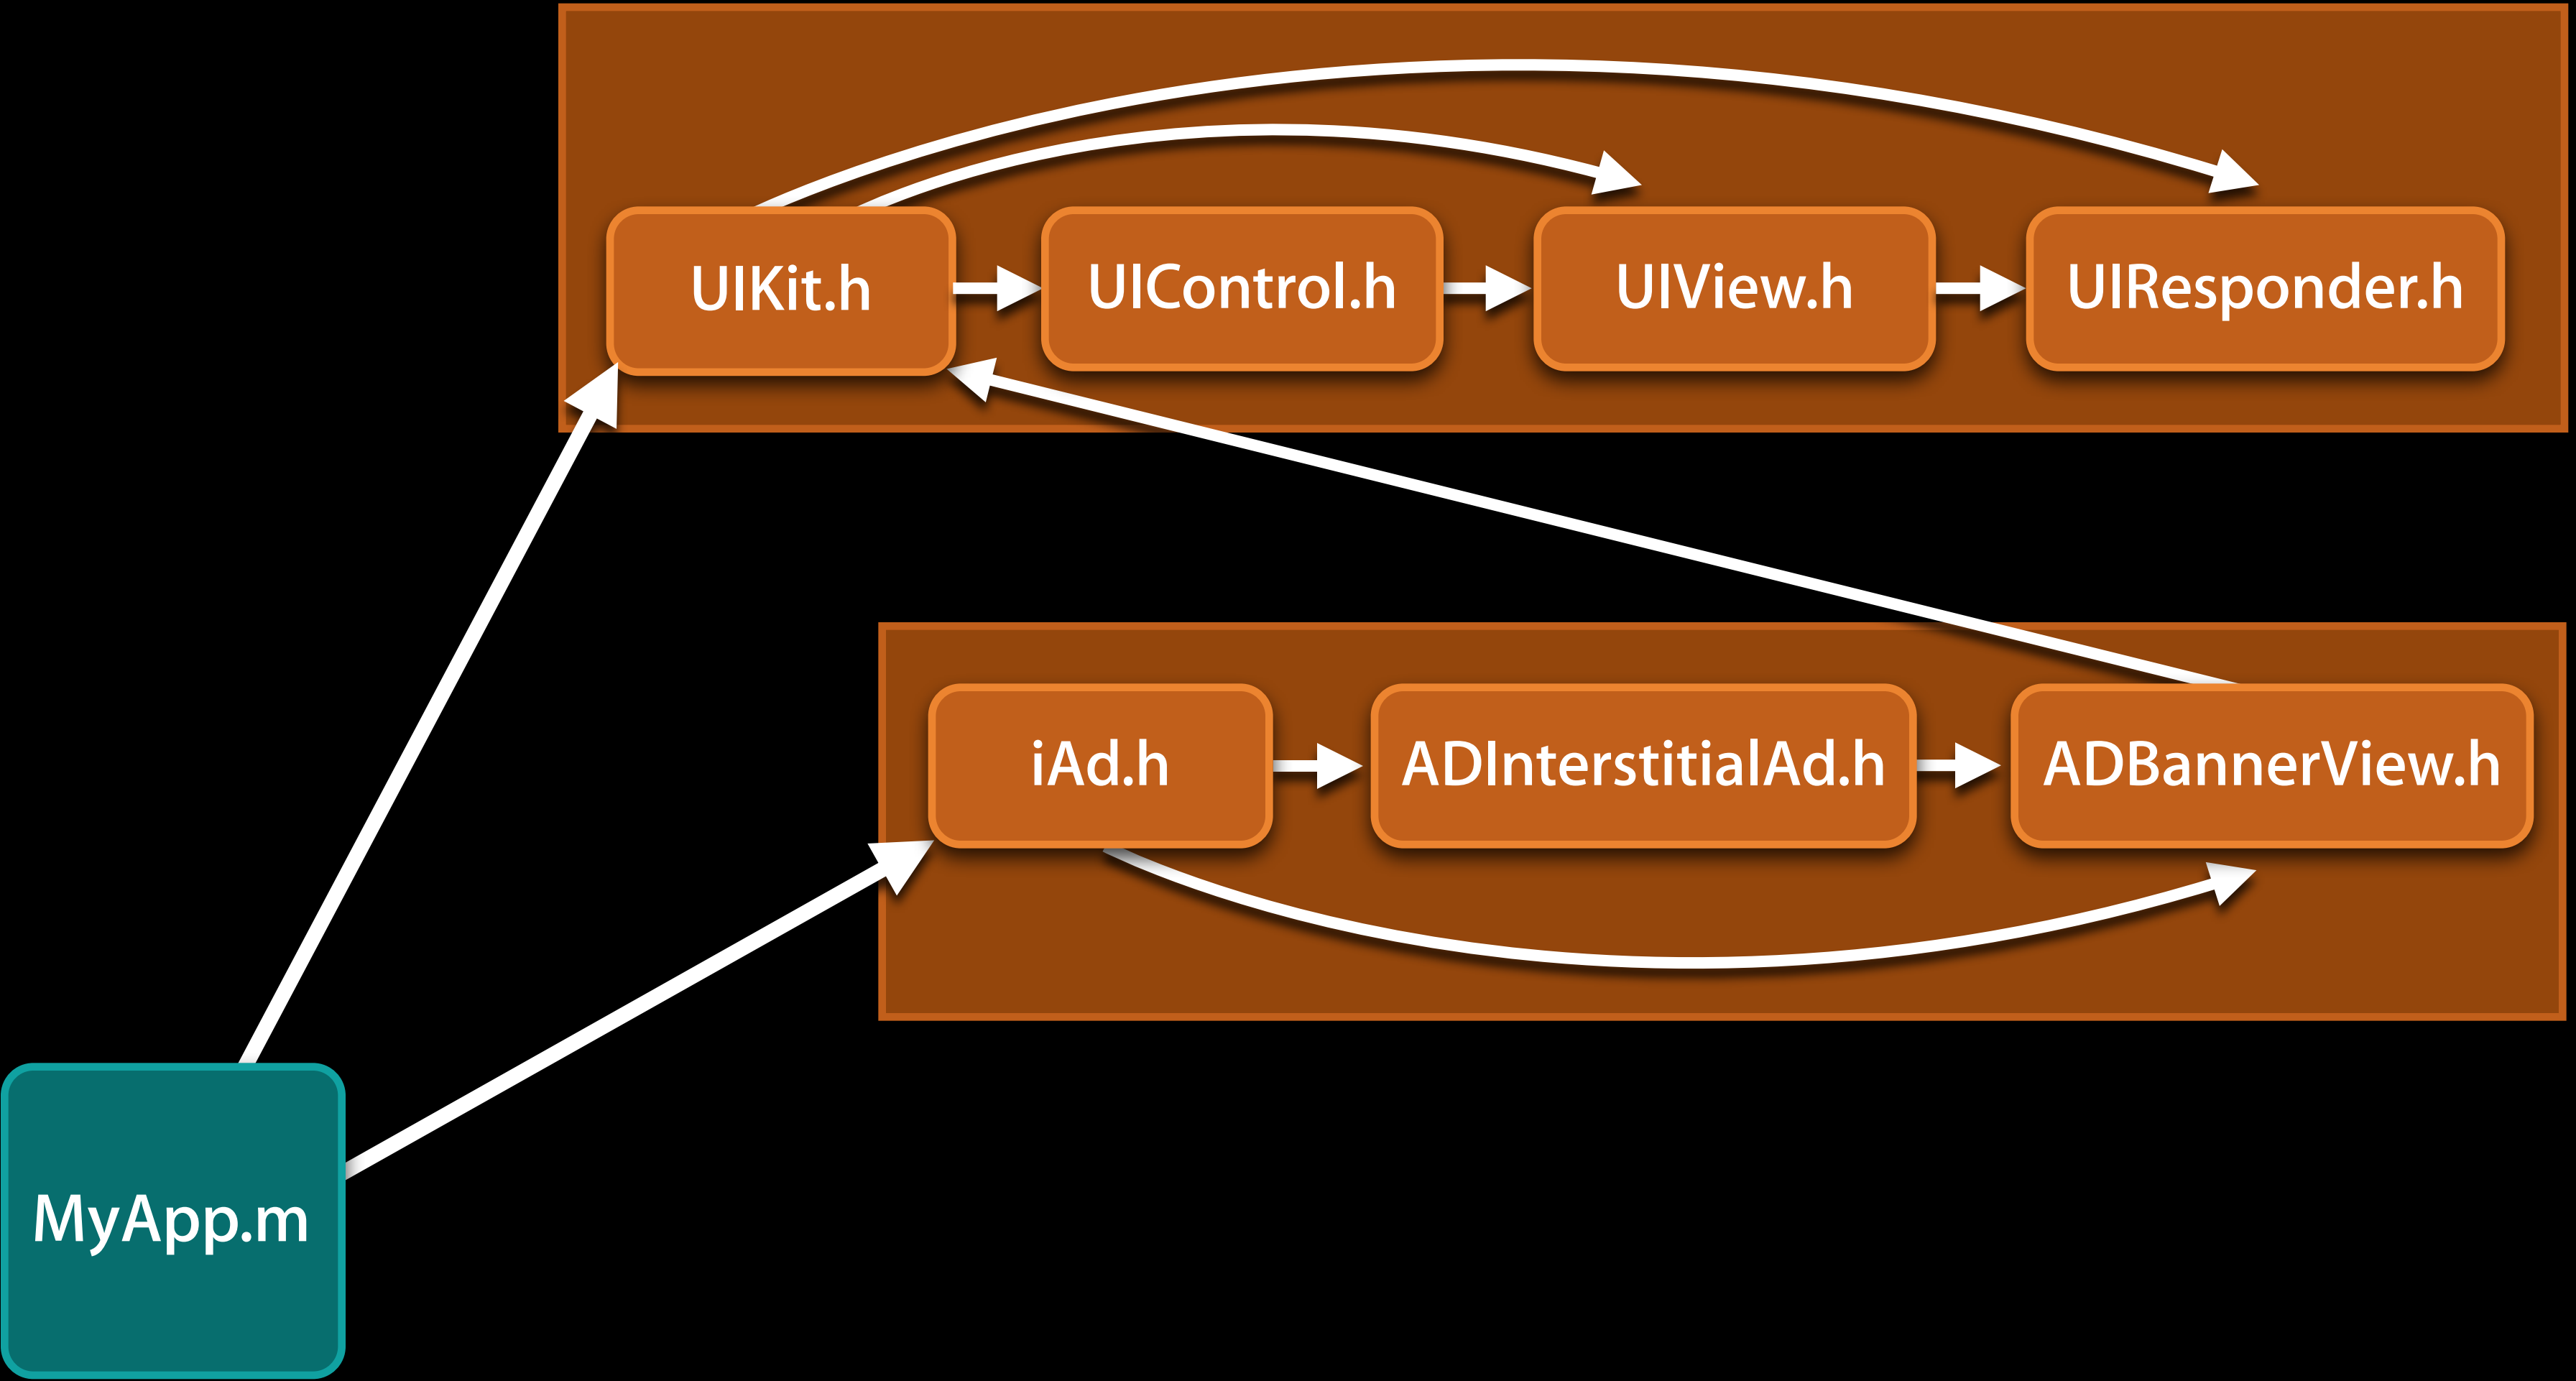 UIKit.h
UIControl.h
UIView.h
UIResponder.h
iAd.h
ADInterstitialAd.h
ADBannerView.h
MyApp.m